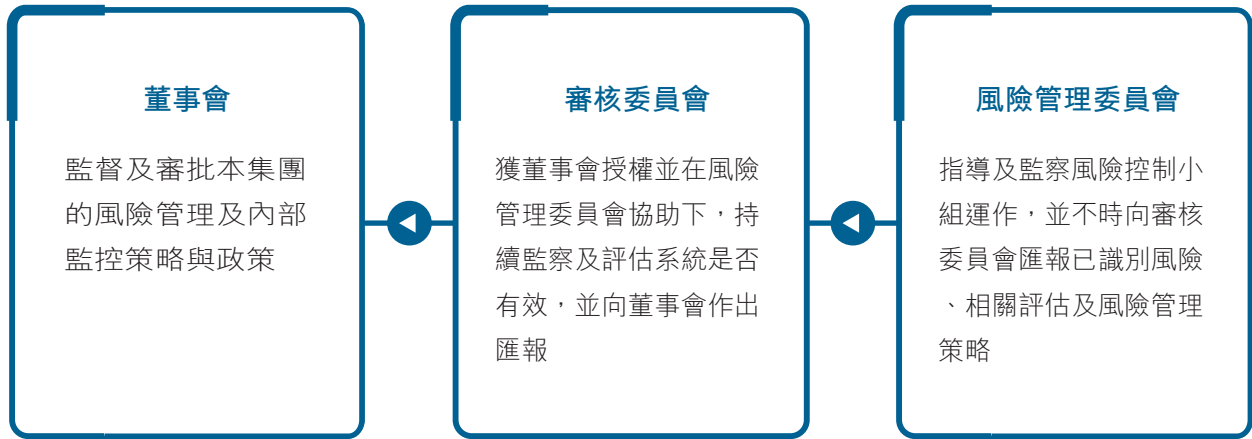 董事會
監督及審批本集團
的風險管理及內部
監控策略與政策
審核委員會
獲董事會授權並在風險
管理委員會協助下，持
續監察及評估系統是否
有效，並向董事會作出
匯報
風險管理委員會
指導及監察風險控制小
組運作，並不時向審核
委員會匯報已識別風險
、相關評估及風險管理
策略